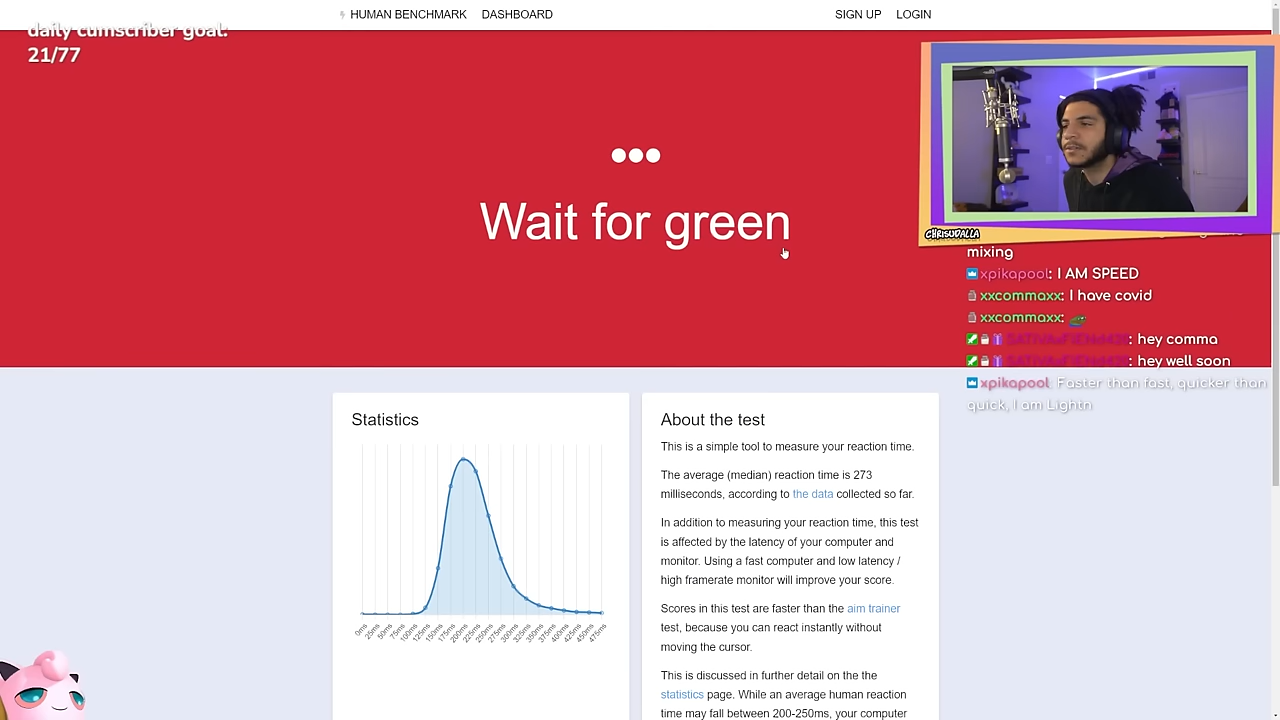 HUMAN BENCHMARK DASHBOARD SIGN UP LOGIN
daily cumscriber goal:
21/77
Wait for green
CHRISUDALLA
mixing
xpikapool: I AM SPEED
xxcommaxx: I have covid
xxcommaxx:
: hey comma
: hey well soon
xpikapool: Faster than fast, quicker than
quick, I am Lightn
Statistics
0ms 25ms 50ms 75ms 100ms 125ms 150ms 175ms 200ms 225ms 250ms 275ms 300ms 325ms 350ms 375ms 400ms 425ms 450ms 475ms
About the test
This is a simple tool to measure your reaction time.
The average (median) reaction time is 273
milliseconds, according to the data collected so far.
In addition to measuring your reaction time, this test
is affected by the latency of your computer and
monitor. Using a fast computer and low latency /
high framerate monitor will improve your score.
Scores in this test are faster than the aim trainer
test, because you can react instantly without
moving the cursor.
This is discussed in further detail on the the
statistics page. While an average human reaction
time may fall between 200-250ms, your computer